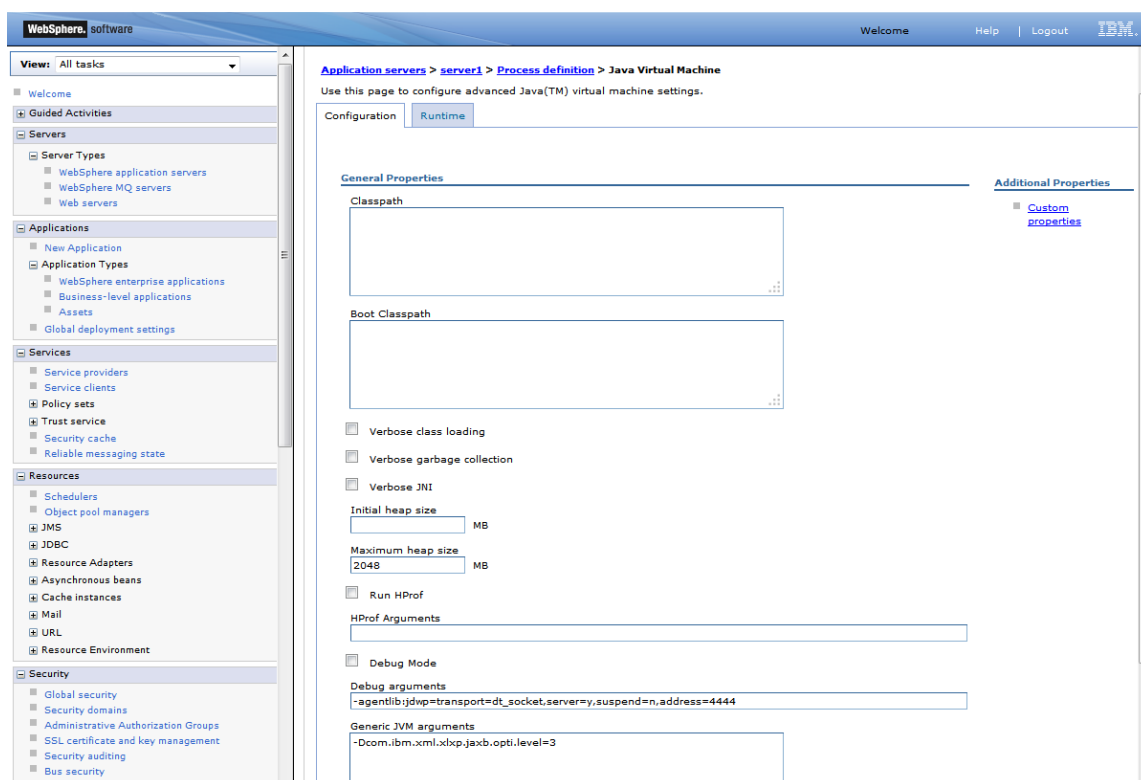 WebSphere. software
Welcome
Help | Logout
IBM.
View: All tasks
Welcome
Guided Activities
Servers
Server Types
WebSphere application servers
WebSphere MQ servers
Web servers
Applications
New Application
Application Types
WebSphere enterprise applications
Business-level applications
Assets
Global deployment settings
Services
Service providers
Service clients
Policy sets
Trust service
Security cache
Reliable messaging state
Resources
Schedulers
Object pool managers
JMS
JDBC
Resource Adapters
Asynchronous beans
Cache instances
Mail
URL
Resource Environment
Security
Global security
Security domains
Administrative Authorization Groups
SSL certificate and key management
Security auditing
Bus security
Application servers > server1 > Process definition > Java Virtual Machine
Use this page to configure advanced Java(TM) virtual machine settings.
Configuration
Runtime
General Properties
Classpath
Boot Classpath
Verbose class loading
Verbose garbage collection
Verbose JNI
Initial heap size
MB
Maximum heap size
2048 MB
Run HProf
HProf Arguments
Debug Mode
Debug arguments
-agentlib:jdwp=transport=dt_socket,server=y,suspend=n,address=4444
Generic JVM arguments
-Dcom.ibm.xml.xlxp.jaxb.opti.level=3
Additional Properties
Custom
properties